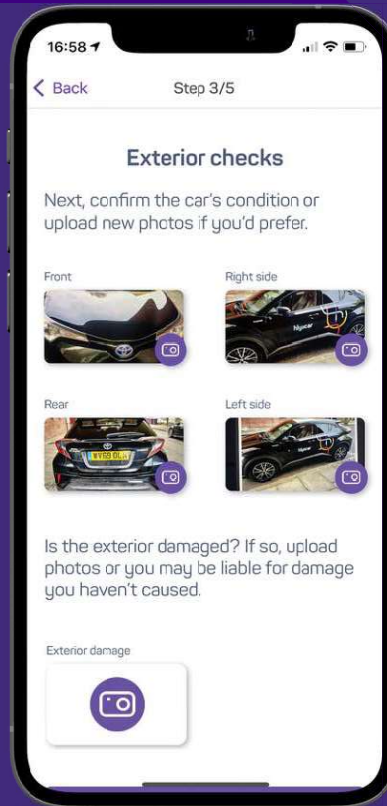 16:58
Back
Step 3/5
Exterior checks
Next, confirm the car's condition or
upload new photos if you'd prefer.
Front
Right side
Hiyacar
Rear
Left side
Hiyacar
Is the exterior damaged? If so, upload
photos or you may be liable for damage
you haven't caused.
Exterior damage